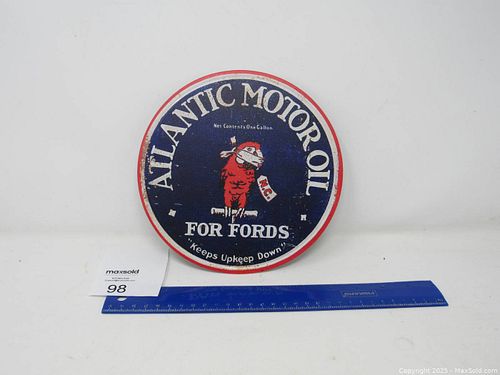 ATLANTIC MOTOR OIL
Net Contents One Gallon
N.C.
FOR FORDS
"Keeps Upkeep Down"
maxsold
98
Copyright 2025 - MaxSold.com